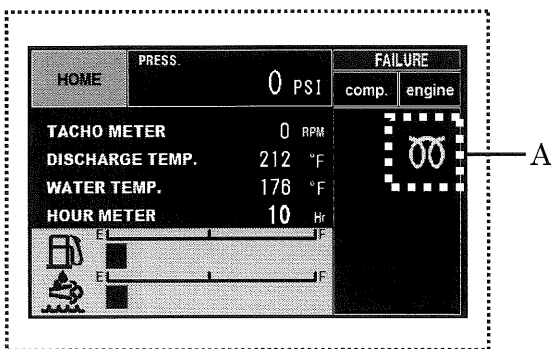 HOME
PRESS.
0 PSI
FAILURE
comp. engine
TACHO METER 0 RPM
DISCHARGE TEMP. 212 °F
WATER TEMP. 176 °F
HOUR METER 10 Hr
E F
E F
A